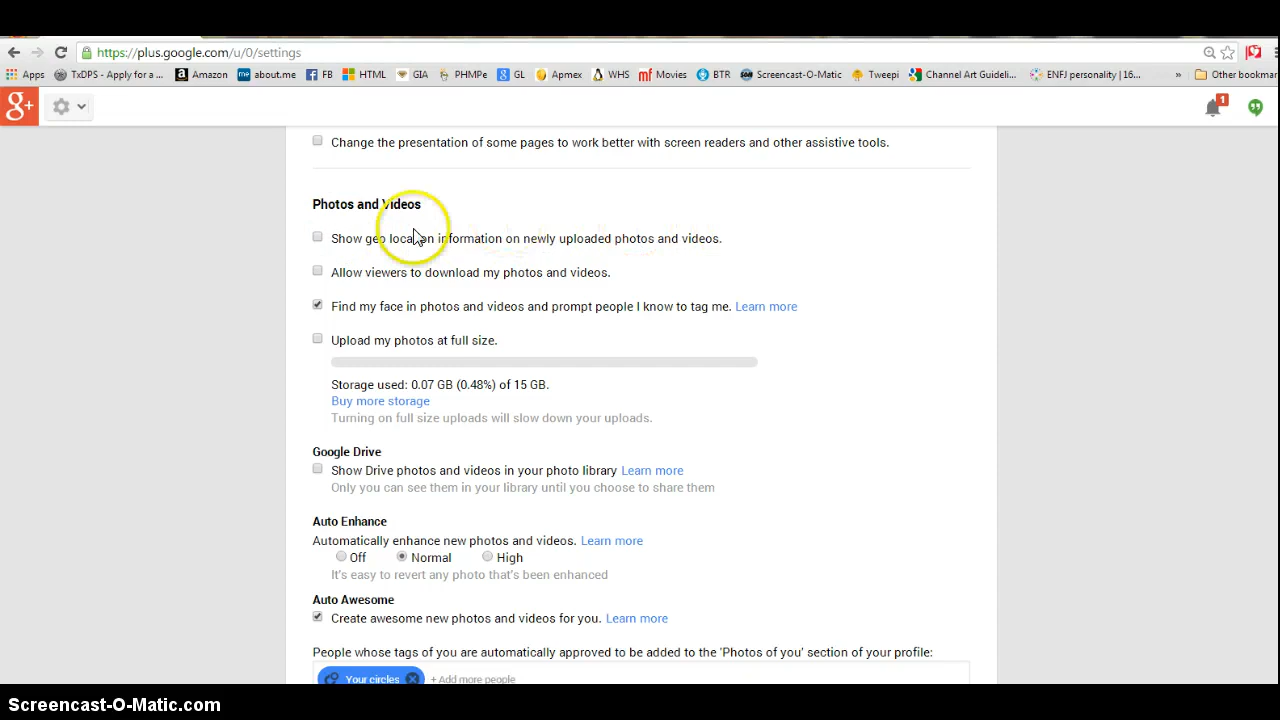 https://plus.google.com/u/0/settings
Apps TxDPS - Apply for a ... Amazon about.me FB HTML GIA PHMPe GL Apmex WHS Movies BTR Screencast-O-Matic Tweepi Channel Art Guideli... ENFJ personality | 16... » Other bookmar
g+ 1
Change the presentation of some pages to work better with screen readers and other assistive tools.
Photos and Videos
Show geo location information on newly uploaded photos and videos.
Allow viewers to download my photos and videos.
Find my face in photos and videos and prompt people I know to tag me. Learn more
Upload my photos at full size.
Storage used: 0.07 GB (0.48%) of 15 GB.
Buy more storage
Turning on full size uploads will slow down your uploads.
Google Drive
Show Drive photos and videos in your photo library Learn more
Only you can see them in your library until you choose to share them
Auto Enhance
Automatically enhance new photos and videos. Learn more
Off Normal High
It's easy to revert any photo that's been enhanced
Auto Awesome
Create awesome new photos and videos for you. Learn more
People whose tags of you are automatically approved to be added to the 'Photos of you' section of your profile:
Your circles + Add more people
Screencast-O-Matic.com